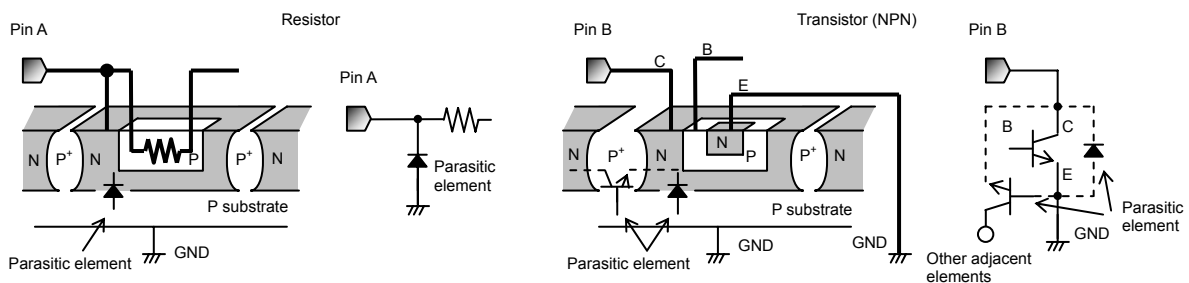 Resistor
Pin A
N
P+
N
P
P+
N
P substrate
GND
Parasitic element
Pin A
Parasitic
element
Transistor (NPN)
Pin B
C
B
E
N
P+
N
N
P
P+
N
P substrate
GND
GND
Parasitic element
Pin B
B
C
E
GND
Parasitic
element
Other adjacent
elements